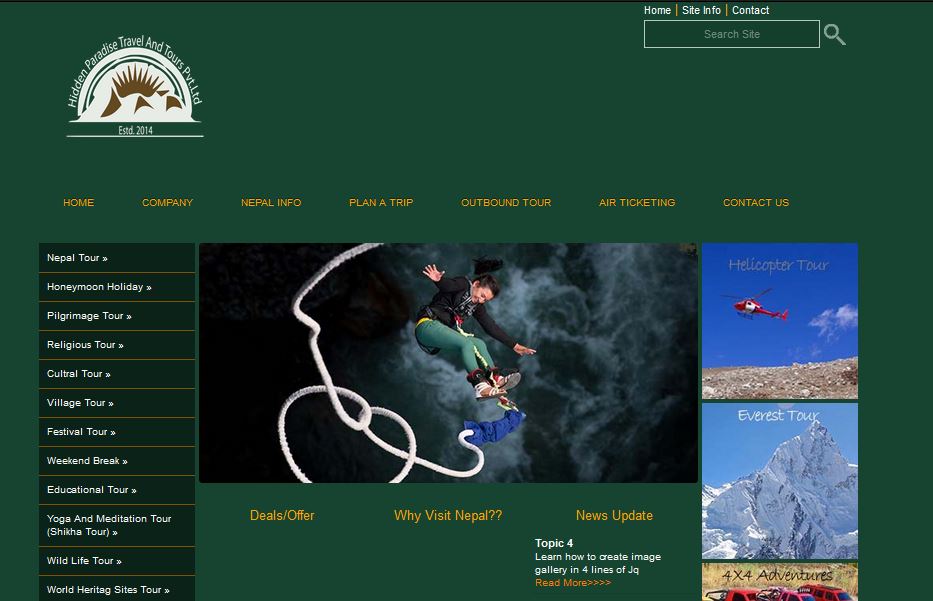 Home | Site Info | Contact
Search Site
Hidden Paradise Travel And Tours Pvt.Ltd
Estd. 2014
HOME COMPANY NEPAL INFO PLAN A TRIP OUTBOUND TOUR AIR TICKETING CONTACT US
Nepal Tour »
Honeymoon Holiday »
Pilgrimage Tour »
Religious Tour »
Cultral Tour »
Village Tour »
Festival Tour »
Weekend Break »
Educational Tour »
Yoga And Meditation Tour
(Shikha Tour) »
Wild Life Tour »
World Heritag Sites Tour »
Helicopter Tour
Everest Tour
4X4 Adventures
Deals/Offer Why Visit Nepal?? News Update
Topic 4
Learn how to create image
gallery in 4 lines of Jq
Read More>>>>